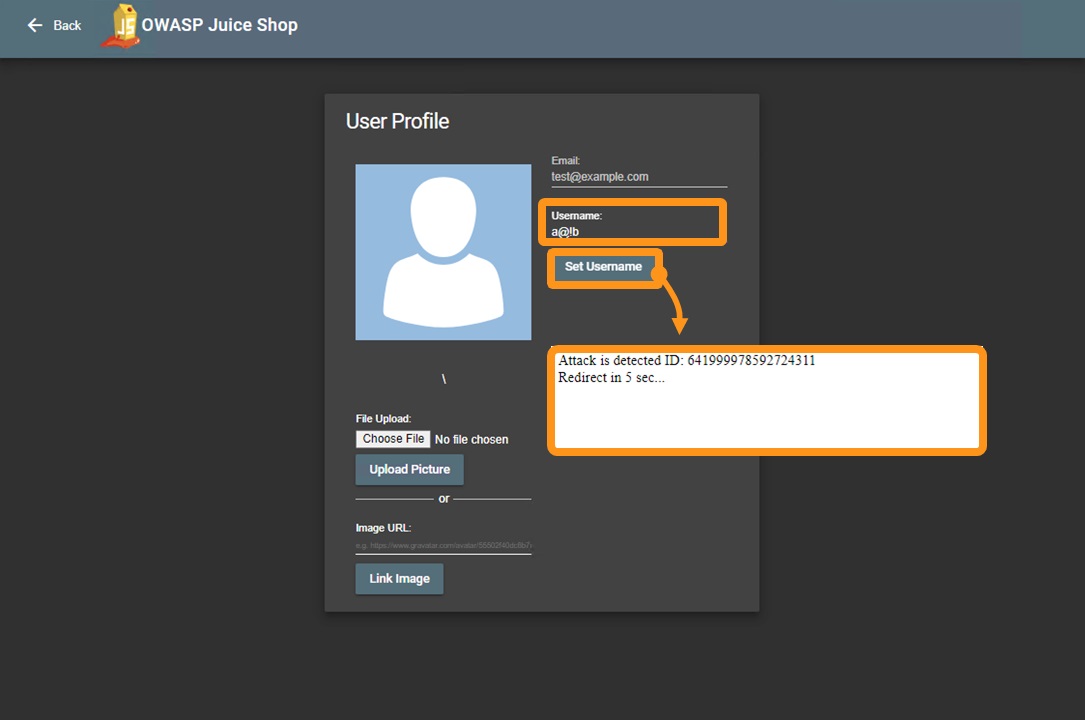 Back
OWASP Juice Shop
User Profile
Email:
test@example.com
Username:
a@!b
Set Username
Attack is detected ID: 641999978592724311
Redirect in 5 sec...
\
File Upload:
Choose File No file chosen
Upload Picture
or
Image URL:
e.g. https://www.gravatar.com/avatar/
Link Image